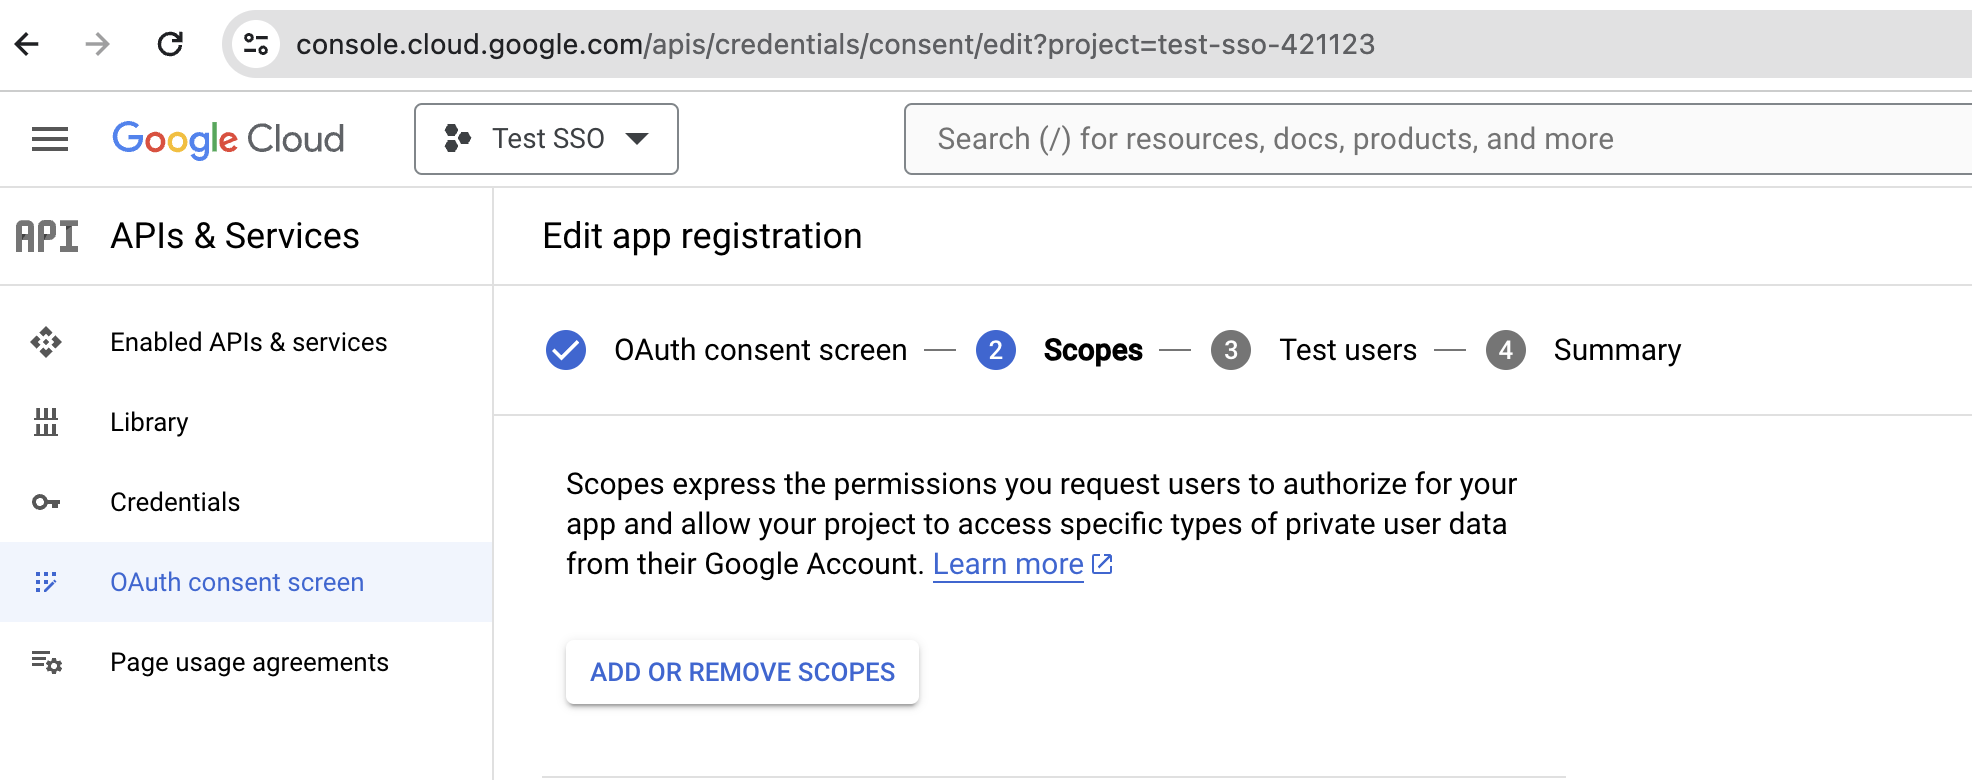 console.cloud.google.com/apis/credentials/consent/edit?project=test-sso-421123
Google Cloud
Test SSO
Search (/) for resources, docs, products, and more
API
APIs & Services
Edit app registration
Enabled APIs & services
Library
Credentials
OAuth consent screen
Page usage agreements
OAuth consent screen
2 Scopes
3 Test users
4 Summary
Scopes express the permissions you request users to authorize for your
app and allow your project to access specific types of private user data
from their Google Account. Learn more
ADD OR REMOVE SCOPES